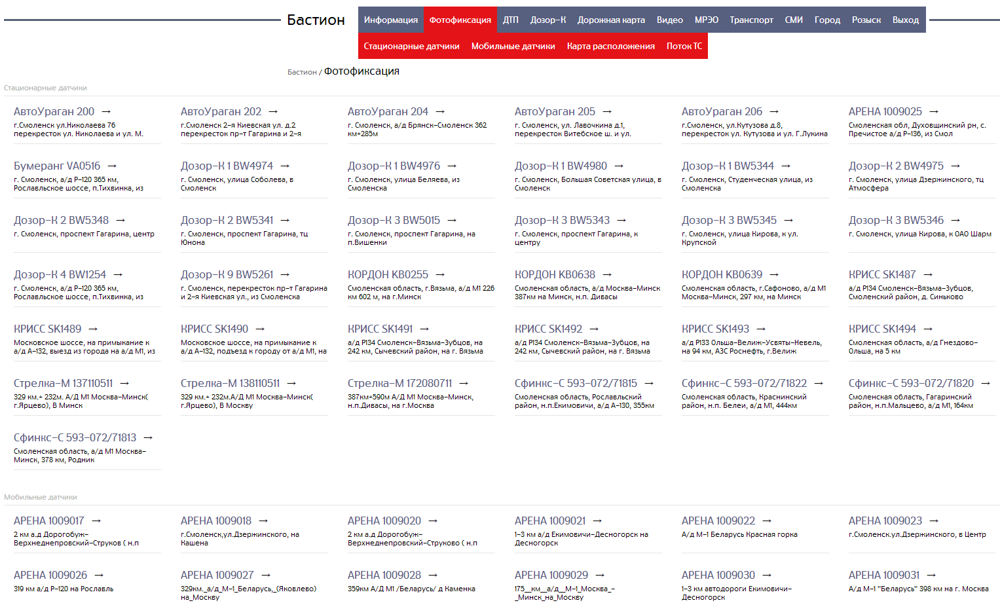 Бастион
Информация Фотофиксация ДТП Дозор-К Дорожная карта Видео МРЭО Транспорт СМИ Город Розыск Выход
Стационарные датчики Мобильные датчики Карта расположения Поток ТС
Бастион / Фотофиксация
Стационарные датчики
АвтоУраган 200 →
г.Смоленск ул.Николаева 76
перекресток ул. Николаева и ул. М.
АвтоУраган 202 →
г.Смоленск 2-я Киевская ул. д.2
перекресток пр-т Гагарина и 2-я
АвтоУраган 204 →
г. Смоленск, а/д Брянск-Смоленск 362
км+285м
АвтоУраган 205 →
г. Смоленск, ул. Лавочкина д.1,
перекресток Витебское ш. и ул.
АвтоУраган 206 →
г.Смоленск, ул.Кутузова д.8,
перекресток ул. Кутузова и ул. Г.Лукина
АРЕНА 1009025 →
Смоленская обл, Духовщинский рн, с.
Пречистое а/д Р-136, из Смол
Бумеранг VA0516 →
г. Смоленск, а/д Р-120 365 км,
Рославльское шоссе, п.Тихвинка, из
Дозор-К 1 BW4974 →
г. Смоленск, улица Соболева, в
Смоленск
Дозор-К 1 BW4976 →
г. Смоленск, улица Беляева, из
Смоленска
Дозор-К 1 BW4980 →
г. Смоленск, Большая Советская улица, в
Смоленск
Дозор-К 1 BW5344 →
г. Смоленск, Студенческая улица, из
Смоленска
Дозор-К 2 BW4975 →
г. Смоленск, улица Дзержинского, тц
Атмосфера
Дозор-К 2 BW5348 →
г. Смоленск, проспект Гагарина, центр
Дозор-К 2 BW5341 →
г. Смоленск, проспект Гагарина, тц
Юнона
Дозор-К 3 BW5015 →
г. Смоленск, проспект Гагарина, на
п.Вишенки
Дозор-К 3 BW5343 →
г. Смоленск, проспект Гагарина, к
центру
Дозор-К 3 BW5345 →
г. Смоленск, улица Кирова, к ул.
Крупской
Дозор-К 3 BW5346 →
г. Смоленск, улица Кирова, к ОАО Шарм
Дозор-К 4 BW1254 →
г. Смоленск, а/д Р-120 365 км,
Рославльское шоссе, п.Тихвинка, из
Дозор-К 9 BW5261 →
г. Смоленск, перекресток пр-т Гагарина
и 2-я Киевская ул., из Смоленска
КОРДОН KB0255 →
Смоленская область, г.Вязьма, а/д М1 226
км 602 м, на г.Минск
КОРДОН KB0638 →
Смоленская область, а/д Москва-Минск
387км на Минск, н.п. Дивасы
КОРДОН KB0639 →
Смоленская область, г.Сафоново, а/д М1
Москва-Минск, 297 км, на Минск
КРИСС SK1487 →
а/д Р134 Смоленск-Вязьма-Зубцов,
Смоленский район, д. Синьково
КРИСС SK1489 →
Московское шоссе, на примыкание к
а/д А-132, выезд из города на а/д М1, из
КРИСС SK1490 →
Московское шоссе, на примыкание к
а/д А-132, подъезд к городу от а/д М1, на
КРИСС SK1491 →
а/д Р134 Смоленск-Вязьма-Зубцов, на
242 км, Сычевский район, на г. Вязьма
КРИСС SK1492 →
а/д Р134 Смоленск-Вязьма-Зубцов, на
242 км, Сычевский район, на г. Вязьма
КРИСС SK1493 →
а/д Р133 Ольша-Велиж-Усвяты-Невель,
на 94 км, АЗС Роснефть, г.Велиж
КРИСС SK1494 →
Смоленская область, а/д Гнездово-
Ольша, на 5 км
Стрелка-М 137110511 →
329 км.+ 232м. А/Д М1 Москва-Минск(
г.Ярцево), В Минск
Стрелка-М 138110511 →
329 км.+ 232м.А/Д М1 Москва-Минск(
г.Ярцево), В Москву
Стрелка-М 172080711 →
387км+590м А/Д М1 Москва-Минск,
н.п.Дивасы, на г.Москва
Сфинкс-С 593-072/71815 →
Смоленская область, Рославльский
район, н.п.Екимовичи, а/д А-130, 355км
Сфинкс-С 593-072/71822 →
Смоленская область, Краснинский
район, н.п. Белеи, а/д М1, 444км
Сфинкс-С 593-072/71820 →
Смоленская область, Гагаринский
район, н.п.Мальцево, а/д М1, 164км
Сфинкс-С 593-072/71813 →
Смоленская область, а/д М1 Москва-
Минск, 378 км, Родник
Мобильные датчики
АРЕНА 1009017 →
2 км а.д Дорогобуж-
Верхнеднепровский-Струков ( н.п
АРЕНА 1009018 →
г.Смоленск,ул.Дзержинского, на
Кашена
АРЕНА 1009020 →
2 км а.д Дорогобуж-
Верхнеднепровский-Струково ( н.п
АРЕНА 1009021 →
1-3 км а/д Екимовичи-Десногорск на
Десногорск
АРЕНА 1009022 →
А/д М-1 Беларусь Красная горка
АРЕНА 1009023 →
г.Смоленск.ул.Дзержинского, в Центр
АРЕНА 1009026 →
319 км а/д Р-120 на Рославль
АРЕНА 1009027 →
329км._а/д_М-1_Беларусь,_(Яковлево)
на_Москву
АРЕНА 1009028 →
359км А/Д М1 /Беларусь/ д Каменка
АРЕНА 1009029 →
175__км__а/д__М-1_Москва_-
_Минск_на_Москву
АРЕНА 1009030 →
1-3 км автодороги Екимовичи-
Десногорск
АРЕНА 1009031 →
А/д М-1 "Беларусь" 398 км на г. Москва